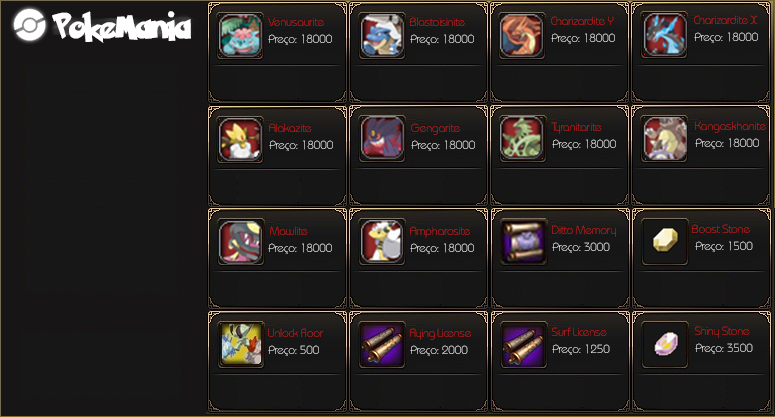 PokeMania
Venusaurite
Preço: 18000
Blastoisinite
Preço: 18000
Charizardite Y
Preço: 18000
Charizardite X
Preço: 18000
Alakazite
Preço: 18000
Gengarite
Preço: 18000
Tyranitarite
Preço: 18000
Kangaskhanite
Preço: 18000
Mawlite
Preço: 18000
Ampharosite
Preço: 18000
Ditto Memory
Preço: 3000
Boost Stone
Preço: 1500
Unlock Floor
Preço: 500
Flying License
Preço: 2000
Surf License
Preço: 1250
Shiny Stone
Preço: 3500